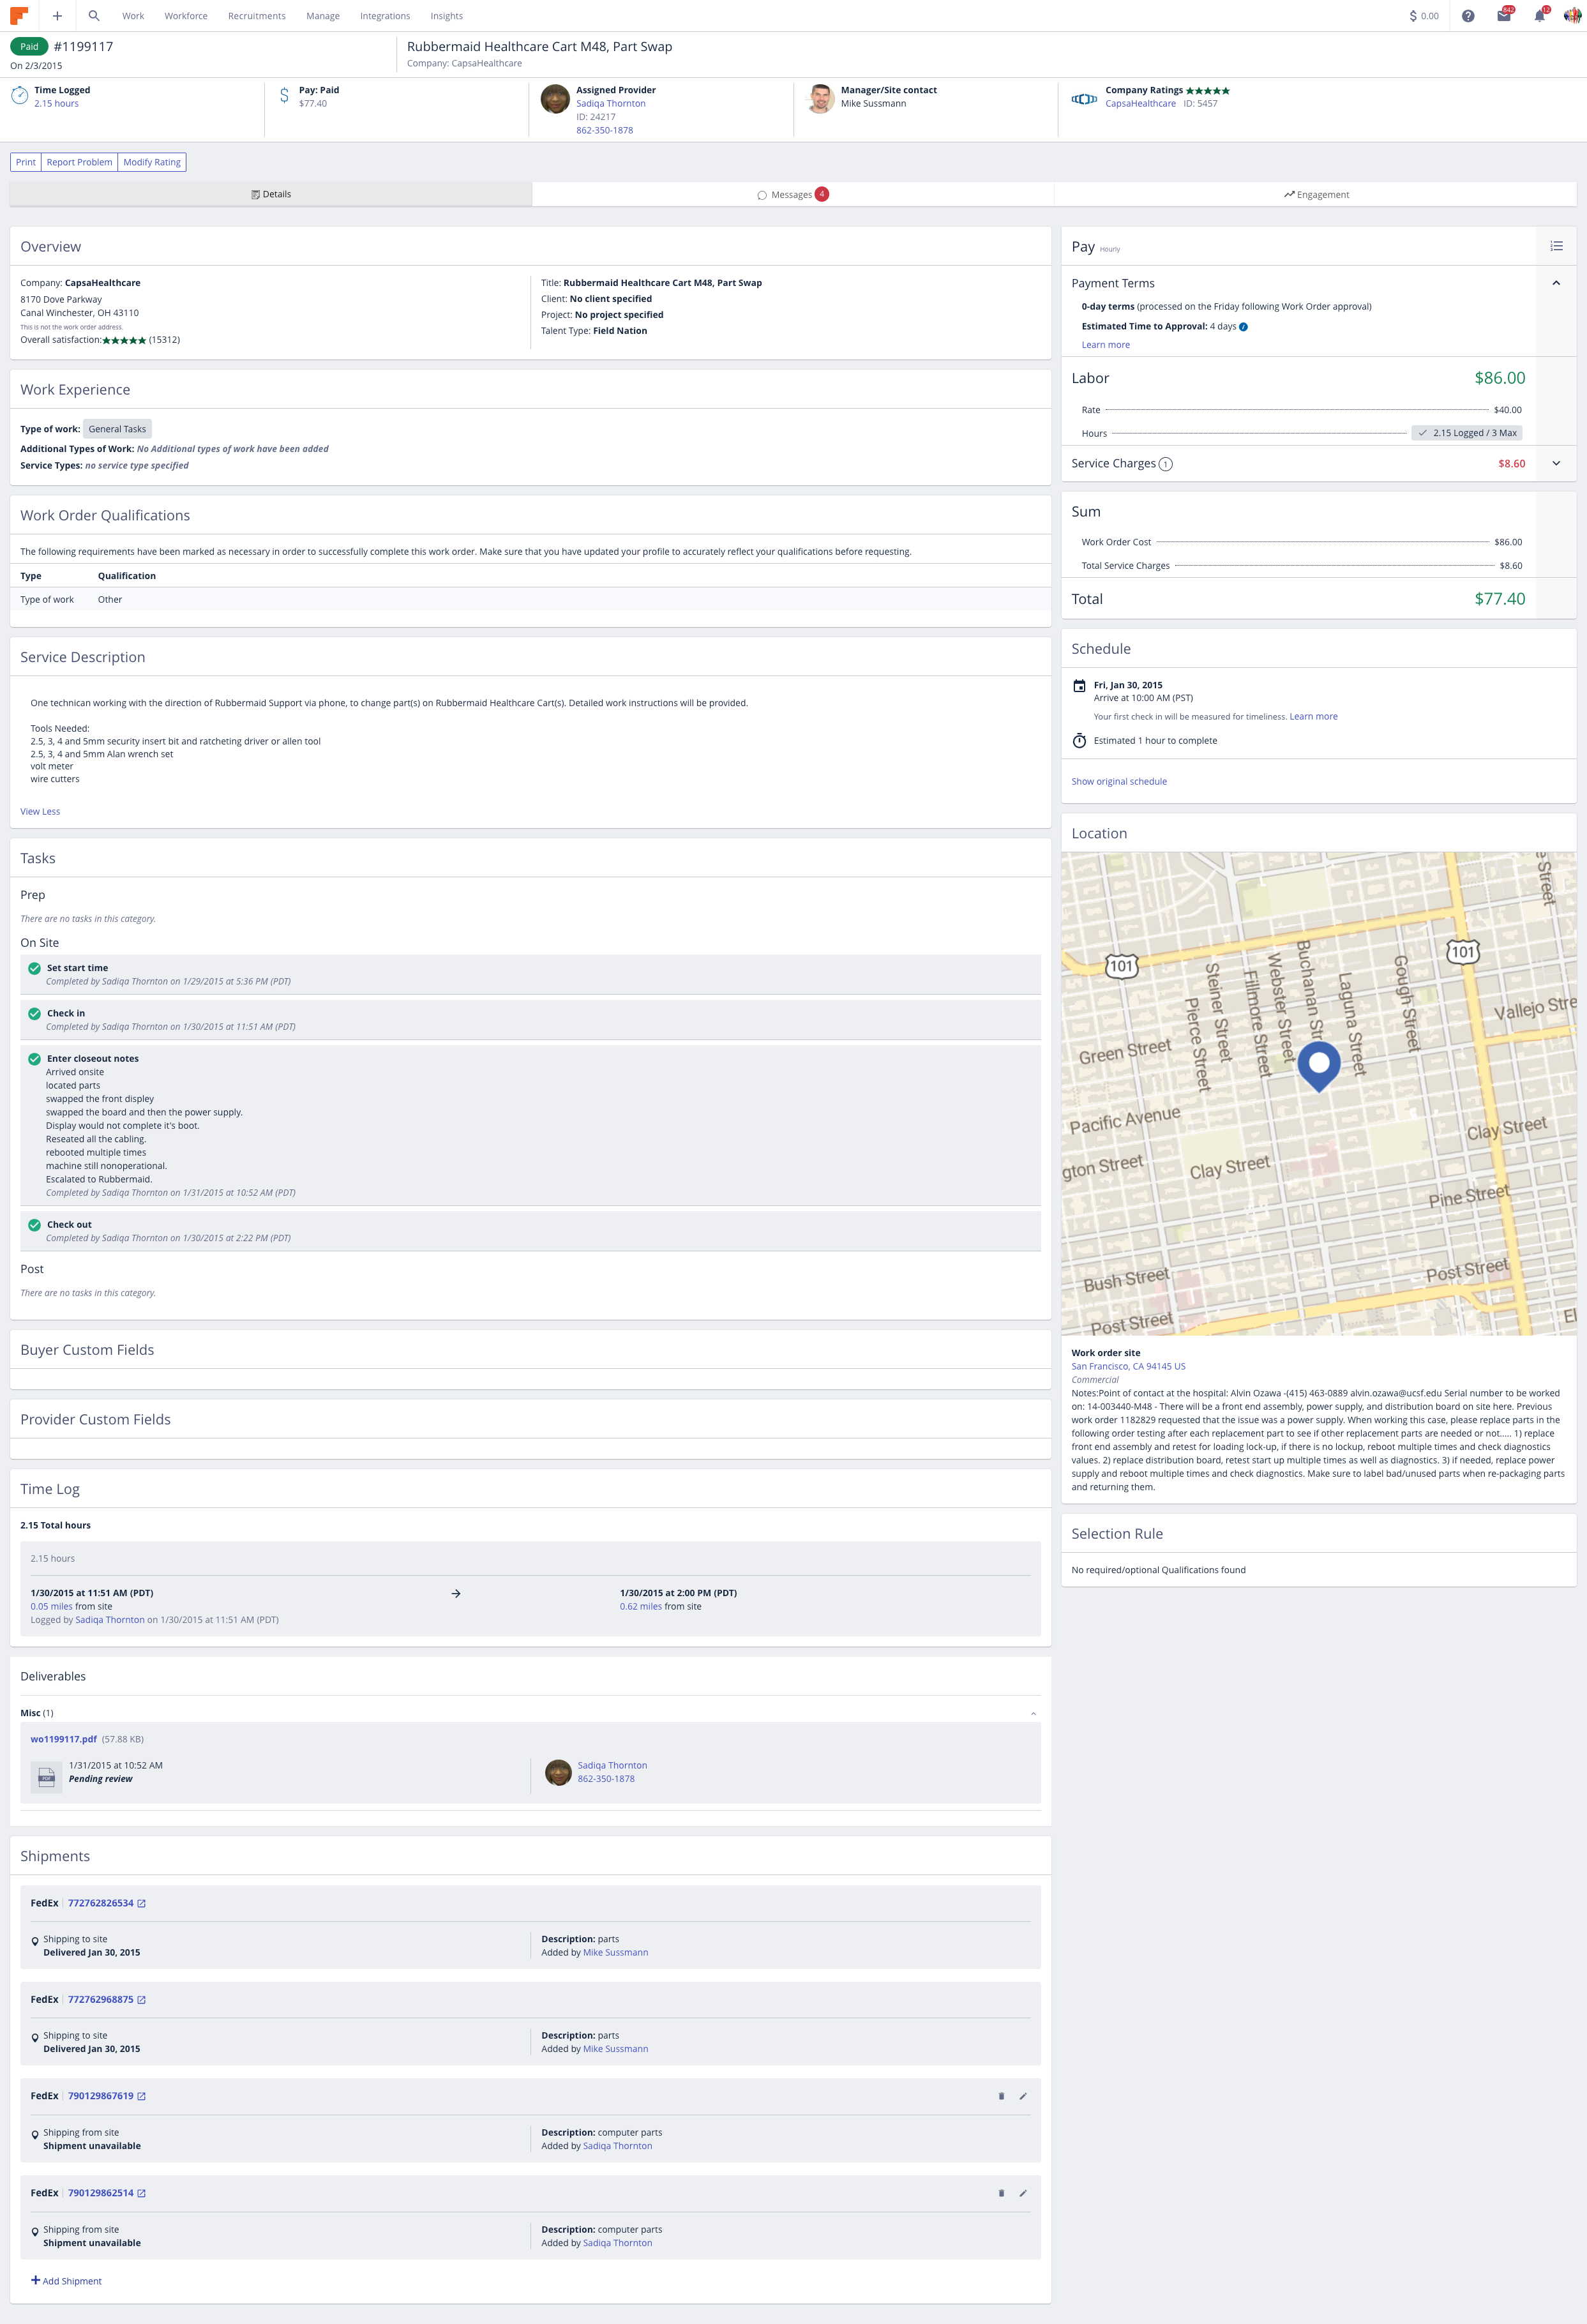 Work Workforce Recruitments Manage Integrations Insights
$ 0.00
842
12
Paid #1199117
On 2/3/2015
Rubbermaid Healthcare Cart M48, Part Swap
Company: CapsaHealthcare
Time Logged
2.15 hours
Pay: Paid
$77.40
Assigned Provider
Sadiqa Thornton
ID: 24217
862-350-1878
Manager/Site contact
Mike Sussmann
Company Ratings ★★★★★
CapsaHealthcare ID: 5457
Print Report Problem Modify Rating
Details
Messages 4
Engagement
Overview
Company: CapsaHealthcare
8170 Dove Parkway
Canal Winchester, OH 43110
This is not the work order address.
Overall satisfaction:★★★★★ (15312)
Title: Rubbermaid Healthcare Cart M48, Part Swap
Client: No client specified
Project: No project specified
Talent Type: Field Nation
Work Experience
Type of work: General Tasks
Additional Types of Work: No Additional types of work have been added
Service Types: no service type specified
Work Order Qualifications
The following requirements have been marked as necessary in order to successfully complete this work order. Make sure that you have updated your profile to accurately reflect your qualifications before requesting.
Type Qualification
Type of work Other
Service Description
One technican working with the direction of Rubbermaid Support via phone, to change part(s) on Rubbermaid Healthcare Cart(s). Detailed work instructions will be provided.
Tools Needed:
2.5, 3, 4 and 5mm security insert bit and ratcheting driver or allen tool
2.5, 3, 4 and 5mm Alan wrench set
volt meter
wire cutters
View Less
Tasks
Prep
There are no tasks in this category.
On Site
Set start time
Completed by Sadiqa Thornton on 1/29/2015 at 5:36 PM (PDT)
Check in
Completed by Sadiqa Thornton on 1/30/2015 at 11:51 AM (PDT)
Enter closeout notes
Arrived onsite
located parts
swapped the front displey
swapped the board and then the power supply.
Display would not complete it's boot.
Reseated all the cabling.
rebooted multiple times
machine still nonoperational.
Escalated to Rubbermaid.
Completed by Sadiqa Thornton on 1/31/2015 at 10:52 AM (PDT)
Check out
Completed by Sadiqa Thornton on 1/30/2015 at 2:22 PM (PDT)
Post
There are no tasks in this category.
Buyer Custom Fields
Provider Custom Fields
Time Log
2.15 Total hours
2.15 hours
1/30/2015 at 11:51 AM (PDT)
0.05 miles from site
Logged by Sadiqa Thornton on 1/30/2015 at 11:51 AM (PDT)
1/30/2015 at 2:00 PM (PDT)
0.62 miles from site
Deliverables
Misc (1)
wo1199117.pdf (57.88 KB)
PDF
1/31/2015 at 10:52 AM
Pending review
Sadiqa Thornton
862-350-1878
Shipments
FedEx 772762826534
Shipping to site
Delivered Jan 30, 2015
Description: parts
Added by Mike Sussmann
FedEx 772762968875
Shipping to site
Delivered Jan 30, 2015
Description: parts
Added by Mike Sussmann
FedEx 790129867619
Shipping from site
Shipment unavailable
Description: computer parts
Added by Sadiqa Thornton
FedEx 790129862514
Shipping from site
Shipment unavailable
Description: computer parts
Added by Sadiqa Thornton
+ Add Shipment
Pay Hourly
Payment Terms
0-day terms (processed on the Friday following Work Order approval)
Estimated Time to Approval: 4 days
Learn more
Labor $86.00
Rate $40.00
Hours 2.15 Logged / 3 Max
Service Charges 1 $8.60
Sum
Work Order Cost $86.00
Total Service Charges $8.60
Total $77.40
Schedule
Fri, Jan 30, 2015
Arrive at 10:00 AM (PST)
Your first check in will be measured for timeliness. Learn more
Estimated 1 hour to complete
Show original schedule
Location
e Street
101
101
Steiner Street
Pierce Street
Fillmore Street
Webster Street
Buchanan Str
Laguna Street
Gough Street
Vallejo Stre
Green Street
Pacific Avenue
Clay Street
gton Street
Clay Street
Pine Street
Bush Street
Post Street
Post Street
El
Work order site
San Francisco, CA 94145 US
Commercial
Notes:Point of contact at the hospital: Alvin Ozawa -(415) 463-0889 alvin.ozawa@ucsf.edu Serial number to be worked
on: 14-003440-M48 - There will be a front end assembly, power supply, and distribution board on site here. Previous
work order 1182829 requested that the issue was a power supply. When working this case, please replace parts in the
following order testing after each replacement part to see if other replacement parts are needed or not..... 1) replace
front end assembly and retest for loading lock-up, if there is no lockup, reboot multiple times and check diagnostics
values. 2) replace distribution board, retest start up multiple times as well as diagnostics. 3) if needed, replace power
supply and reboot multiple times and check diagnostics. Make sure to label bad/unused parts when re-packaging parts
and returning them.
Selection Rule
No required/optional Qualifications found